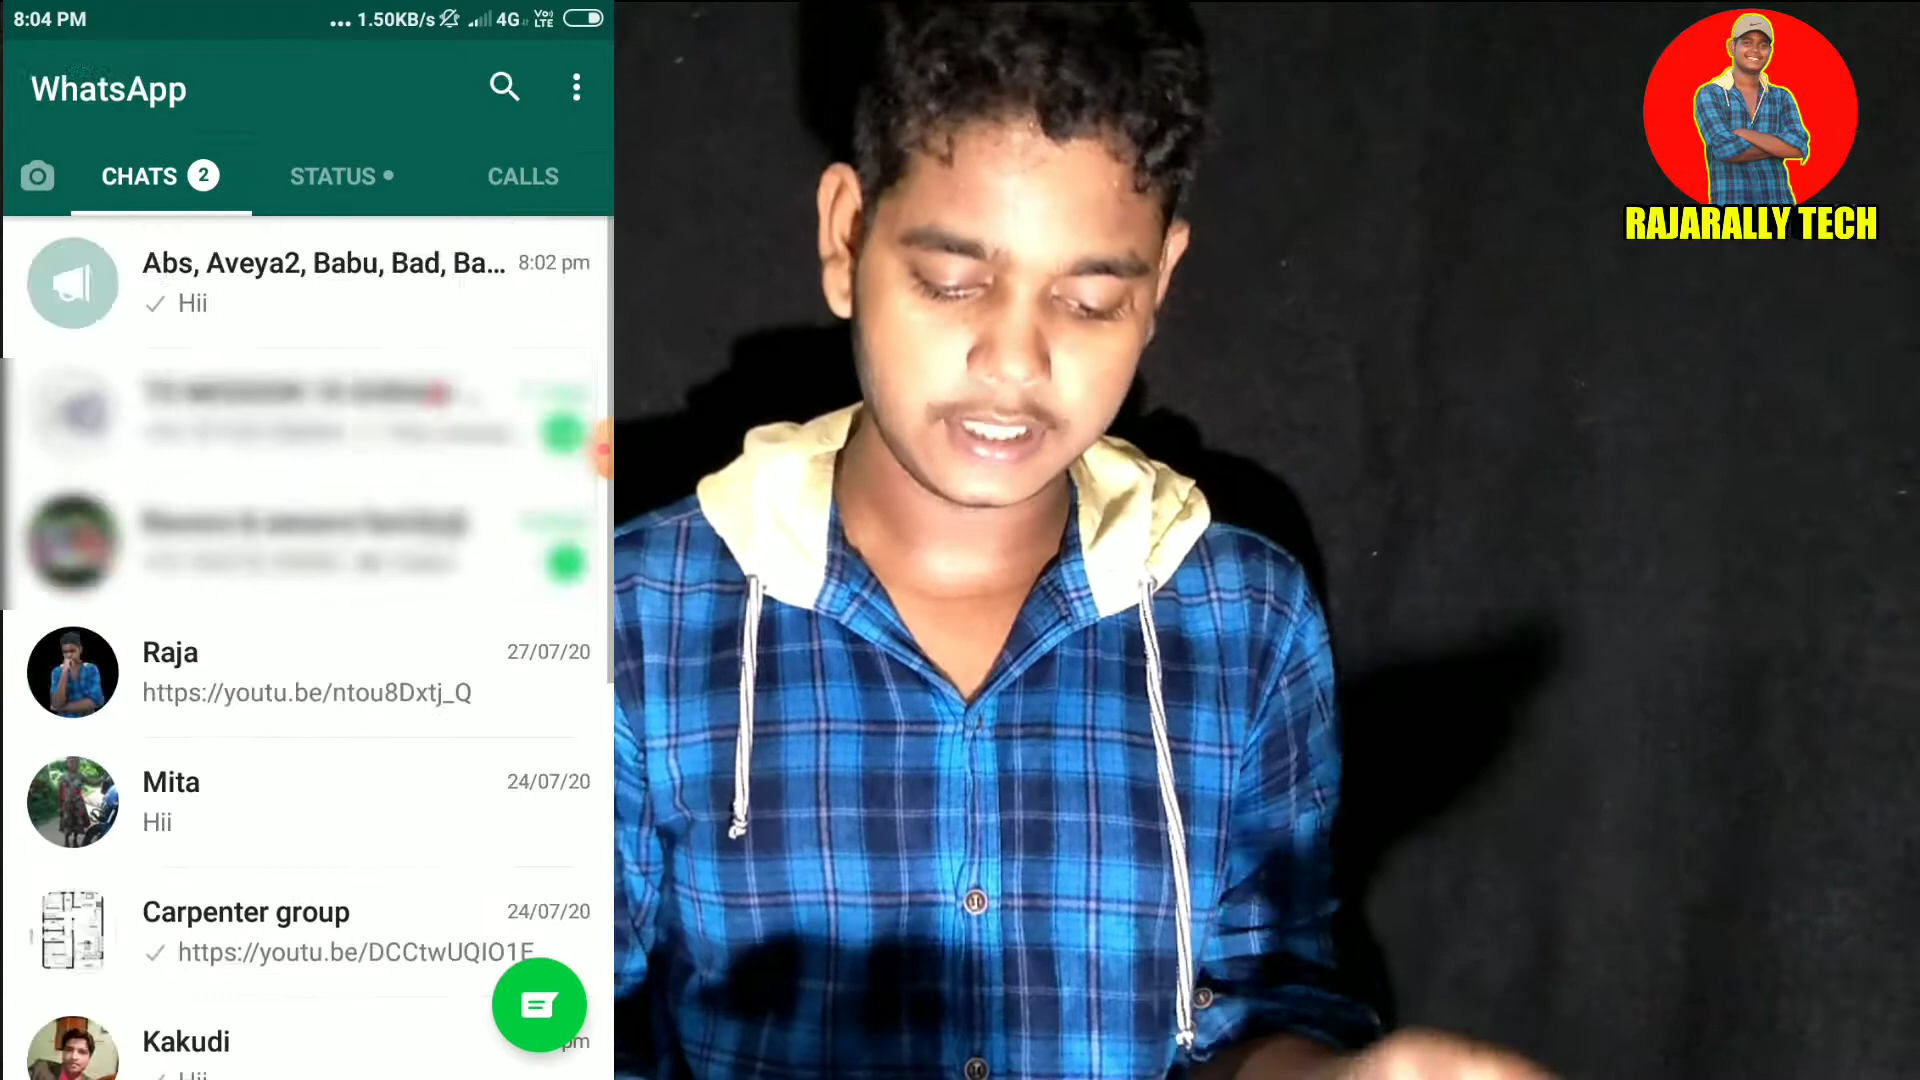 8:04 PM
... 1.50KB/s 4G VoLTE
WhatsApp
CHATS 2
STATUS
CALLS
Abs, Aveya2, Babu, Bad, Ba... 8:02 pm
Hii
Raja 27/07/20
https://youtu.be/ntou8Dxtj_Q
Mita 24/07/20
Hii
Carpenter group 24/07/20
https://youtu.be/DCCtwUQIO1E
Kakudi pm
Hii
RAJARALLY TECH